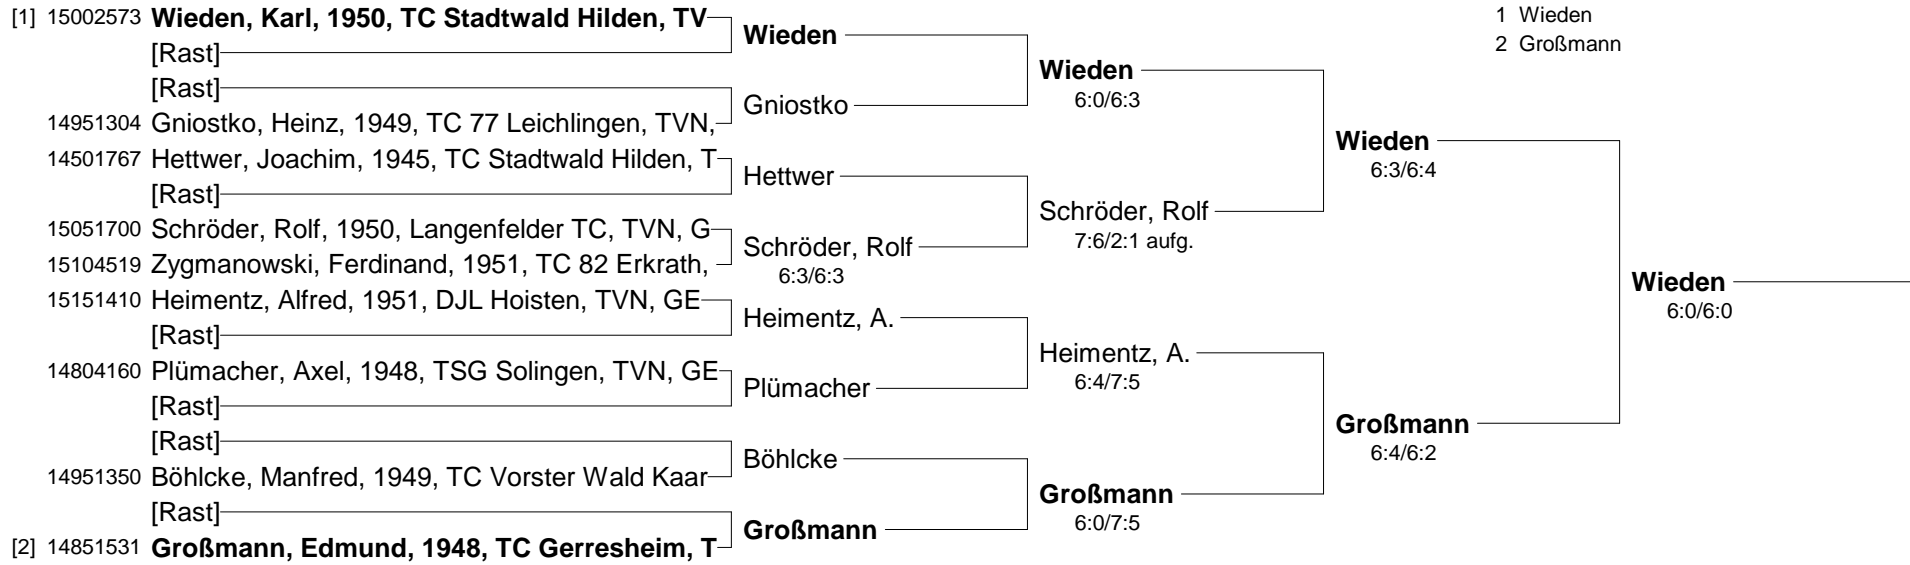 [1] 15002573 Wieden, Karl, 1950, TC Stadtwald Hilden, TV
[Rast]
[Rast]
14951304 Gniostko, Heinz, 1949, TC 77 Leichlingen, TVN,
14501767 Hettwer, Joachim, 1945, TC Stadtwald Hilden, T
[Rast]
15051700 Schröder, Rolf, 1950, Langenfelder TC, TVN, G
15104519 Zygmanowski, Ferdinand, 1951, TC 82 Erkrath,
15151410 Heimentz, Alfred, 1951, DJL Hoisten, TVN, GE
[Rast]
14804160 Plümacher, Axel, 1948, TSG Solingen, TVN, GE
[Rast]
[Rast]
14951350 Böhlcke, Manfred, 1949, TC Vorster Wald Kaar
[Rast]
[2] 14851531 Großmann, Edmund, 1948, TC Gerresheim, T
Wieden
Gniostko
Hettwer
Schröder, Rolf
6:3/6:3
Heimentz, A.
Plümacher
Böhlcke
Großmann
Wieden
6:0/6:3
Schröder, Rolf
7:6/2:1 aufg.
Heimentz, A.
6:4/7:5
Großmann
6:0/7:5
Wieden
6:3/6:4
Großmann
6:4/6:2
Wieden
6:0/6:0
1 Wieden
2 Großmann